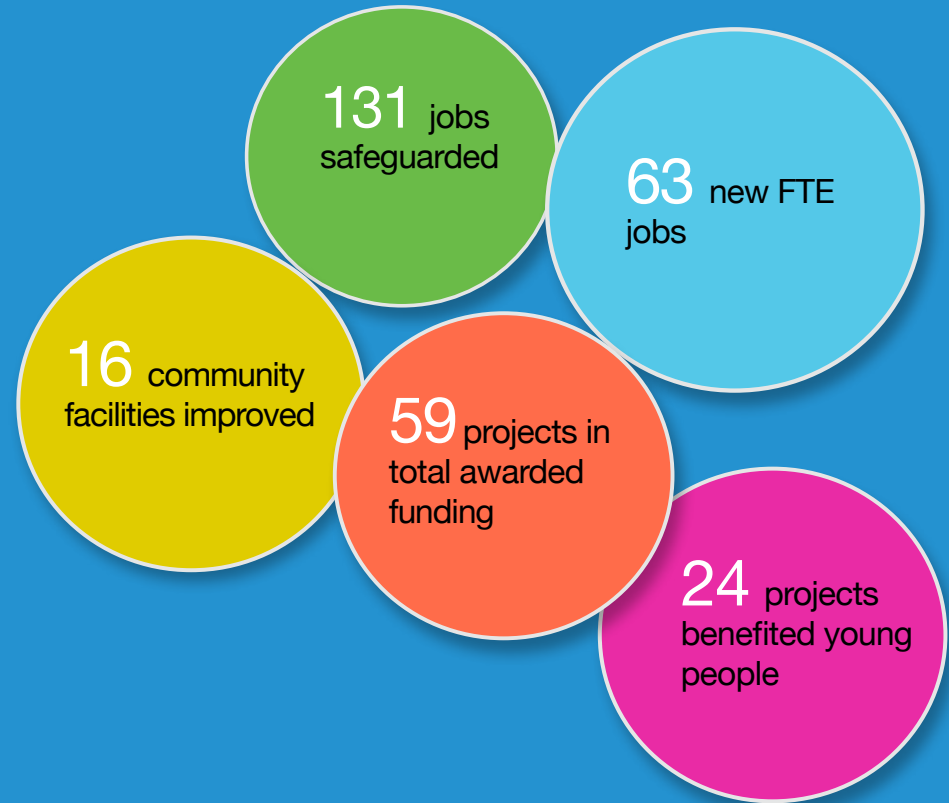 131 jobs
safeguarded
63 new FTE
jobs
16 community
facilities improved
59 projects in
total awarded
funding
24 projects
benefited young
people